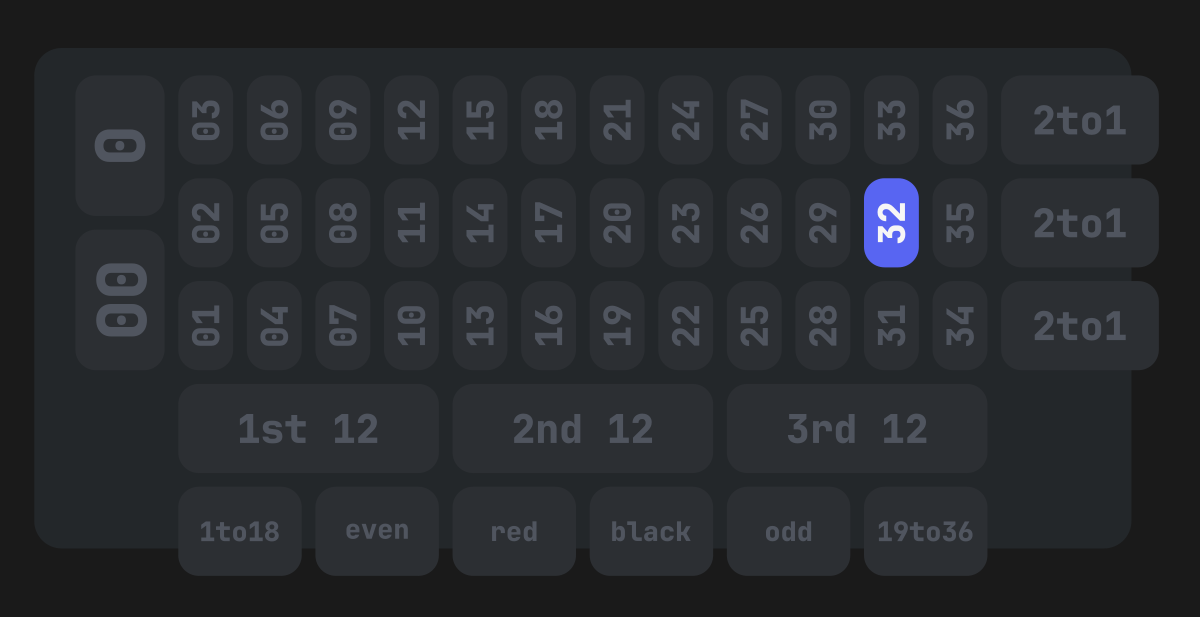 0
03 06 09 12 15 18 21 24 27 30 33 36 2to1
00
02 05 08 11 14 17 20 23 26 29 32 35 2to1
01 04 07 10 13 16 19 22 25 28 31 34 2to1
1st 12 2nd 12 3rd 12
1to18 even red black odd 19to36